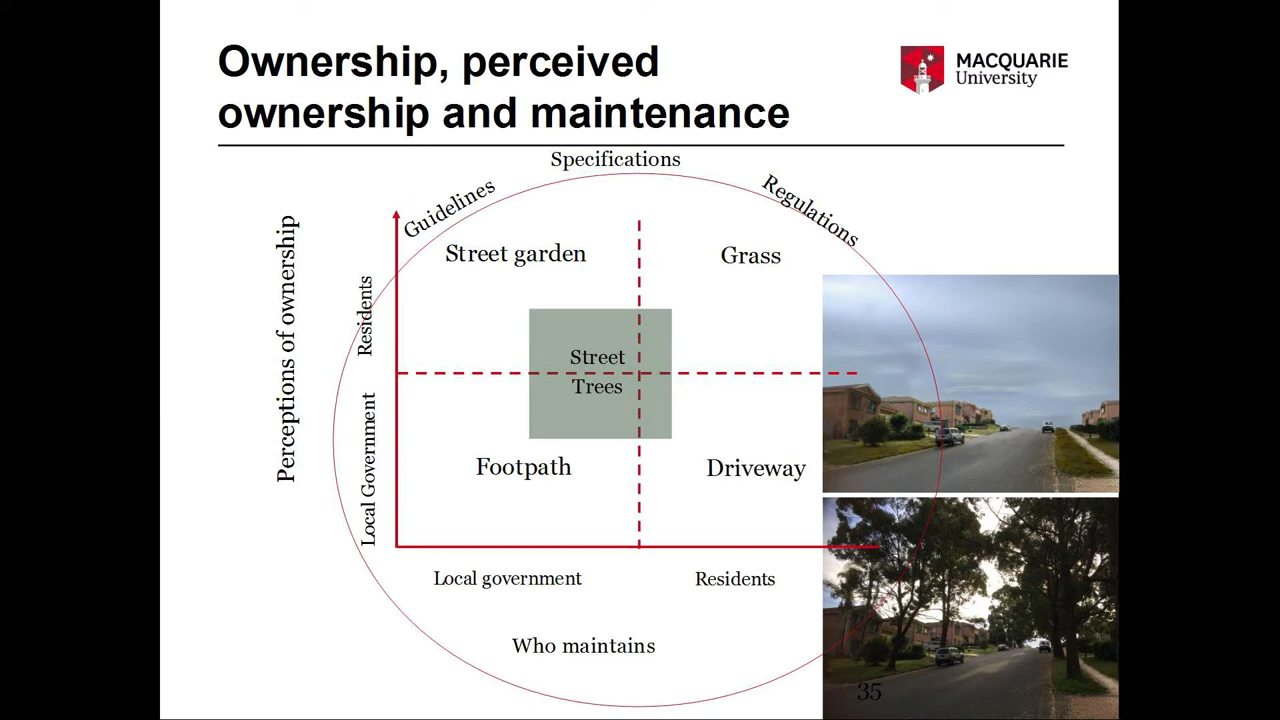 Ownership, perceived
ownership and maintenance
MACQUARIE
University
Specifications
Guidelines
Regulations
Perceptions of ownership
Residents
Local Government
Street garden
Grass
Street
Trees
Footpath
Driveway
Local government
Residents
Who maintains
35